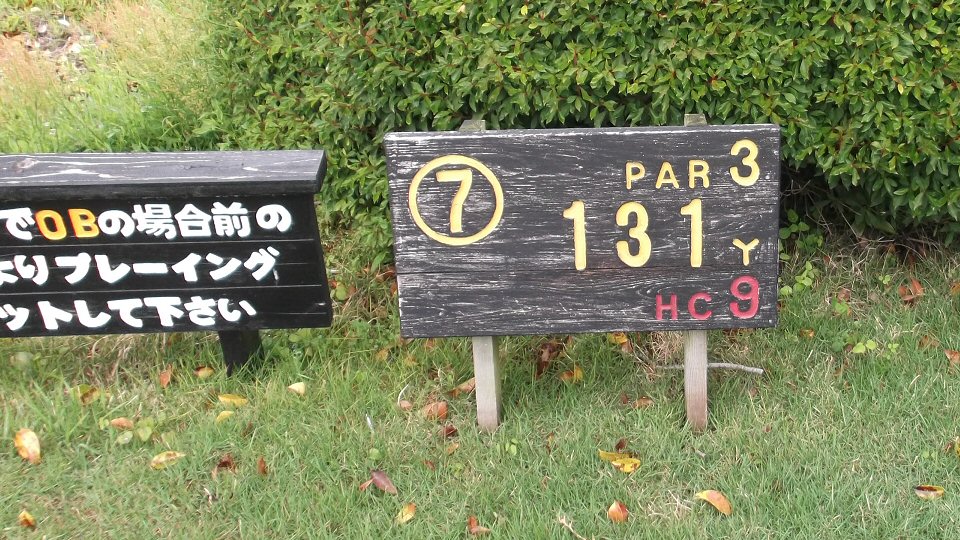 でOBの場合前の
よりプレーイング
ットして下さい
⑦ PAR 3
131 Y
HC 9